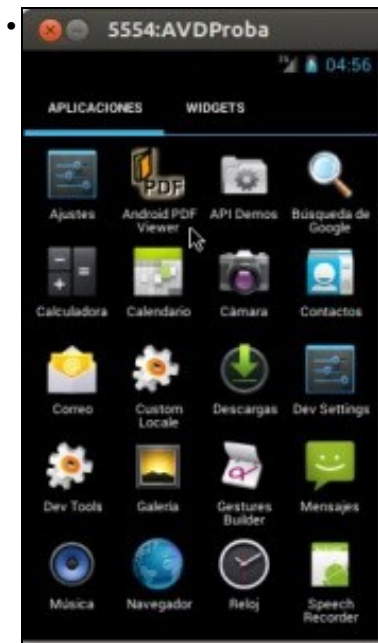 5554:AVDProba
3G 04:56
APLICACIONES WIDGETS
PDF
Ajustes Android PDF Viewer API Demos Búsqueda de Google
Calculadora Calendario Cámara Contactos
Correo Custom Locale Descargas Dev Settings
Dev Tools Galería Gestures Builder Mensajes
Música Navegador Reloj Speech Recorder